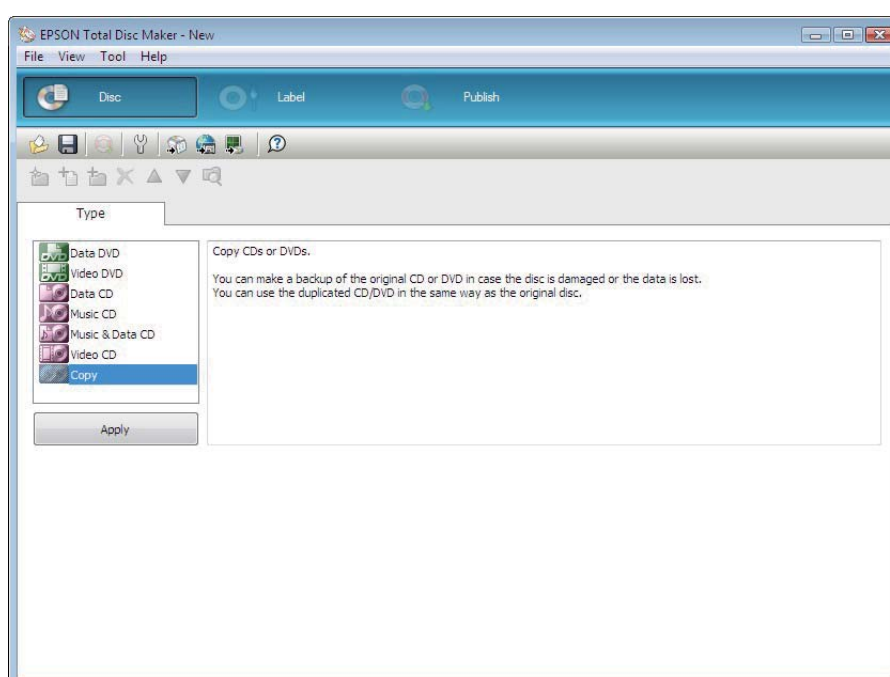 EPSON Total Disc Maker - New
File View Tool Help
Disc Label Publish
Type
Data DVD
Video DVD
Data CD
Music CD
Music & Data CD
Video CD
Copy
Apply
Copy CDs or DVDs.
You can make a backup of the original CD or DVD in case the disc is damaged or the data is lost.
You can use the duplicated CD/DVD in the same way as the original disc.